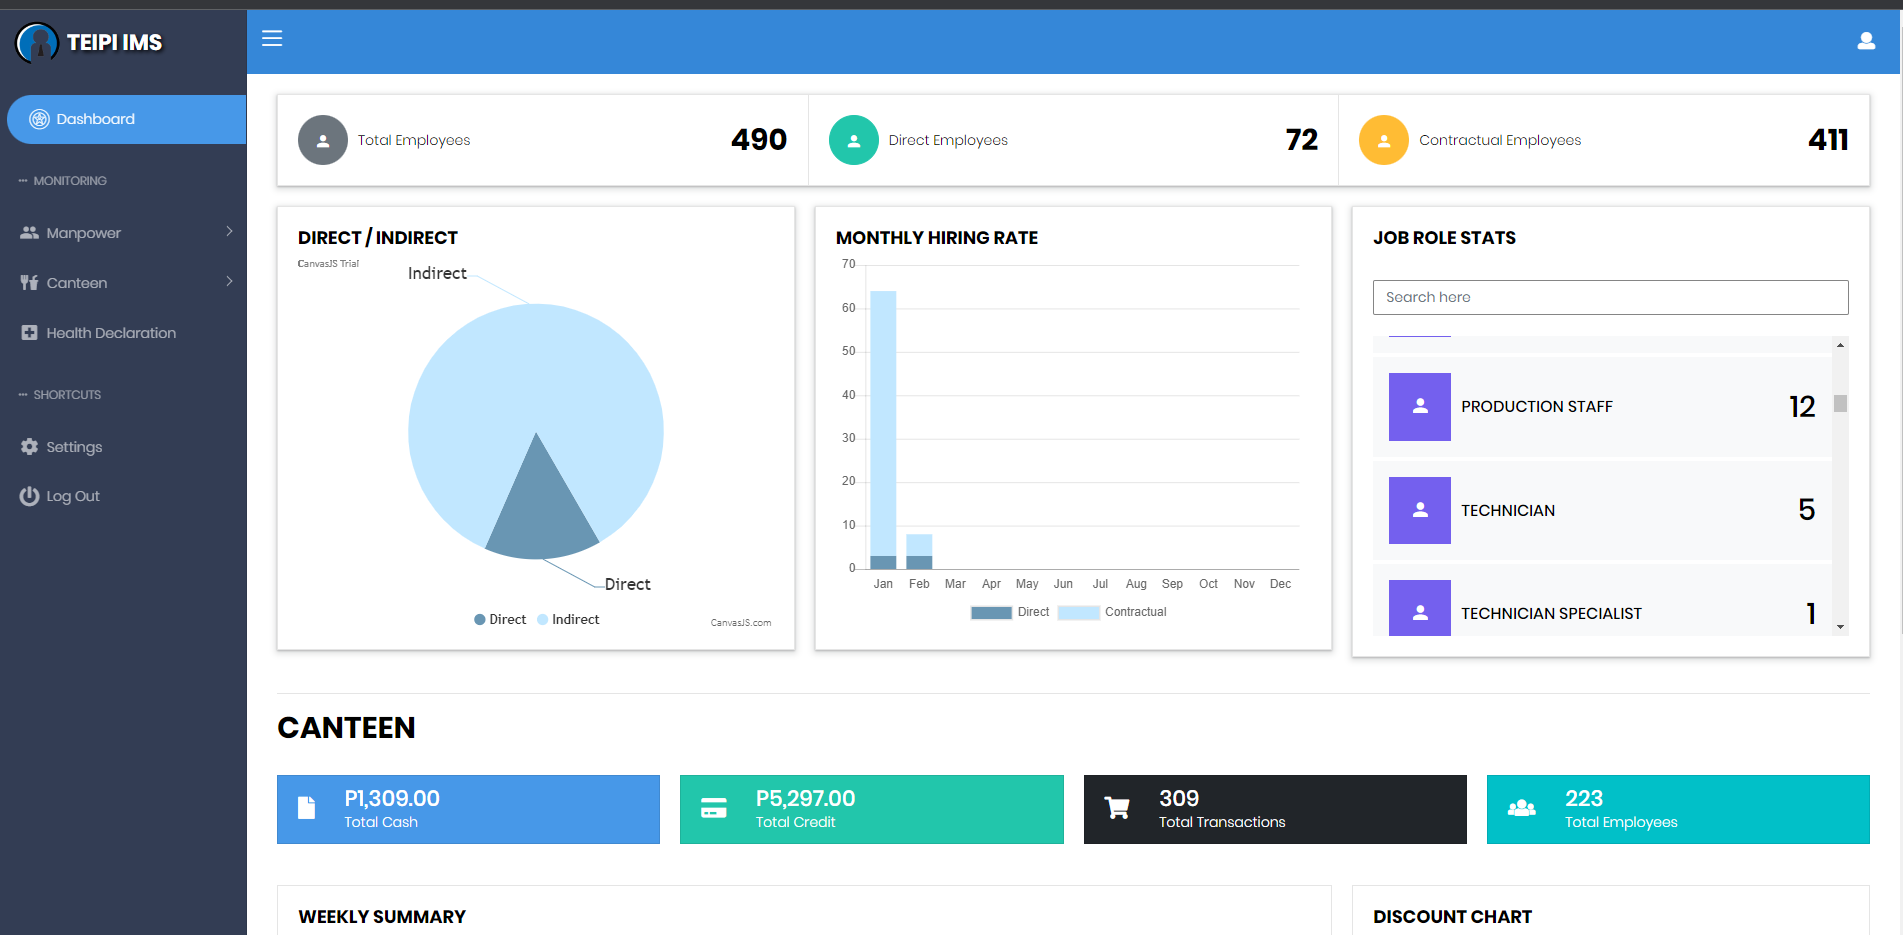 TEIPI IMS
Dashboard
MONITORING
Manpower
Canteen
Health Declaration
SHORTCUTS
Settings
Log Out
Total Employees 490
Direct Employees 72
Contractual Employees 411
DIRECT / INDIRECT
CanvasJS Trial
Indirect
Direct
Direct Indirect
CanvasJS.com
MONTHLY HIRING RATE
70
60
50
40
30
20
10
0
Jan Feb Mar Apr May Jun Jul Aug Sep Oct Nov Dec
Direct Contractual
JOB ROLE STATS
Search here
PRODUCTION STAFF 12
TECHNICIAN 5
TECHNICIAN SPECIALIST 1
CANTEEN
P1,309.00
Total Cash
P5,297.00
Total Credit
309
Total Transactions
223
Total Employees
WEEKLY SUMMARY
DISCOUNT CHART